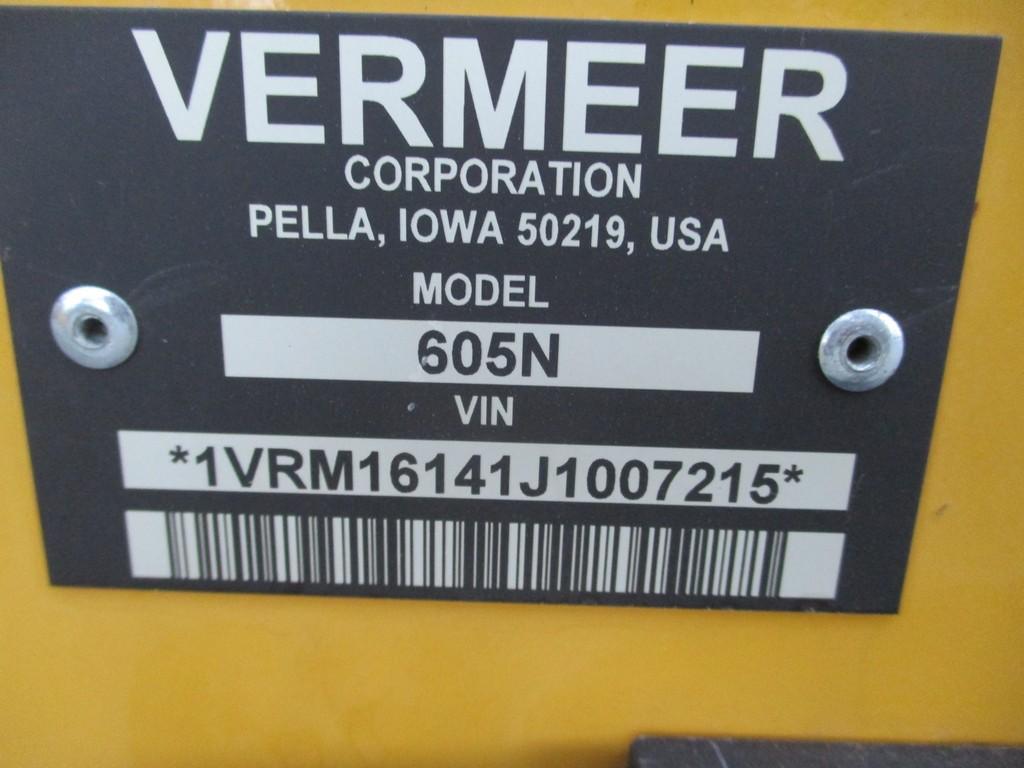 VERMEER
CORPORATION
PELLA, IOWA 50219, USA
MODEL
605N
VIN
*1VRM16141J1007215*